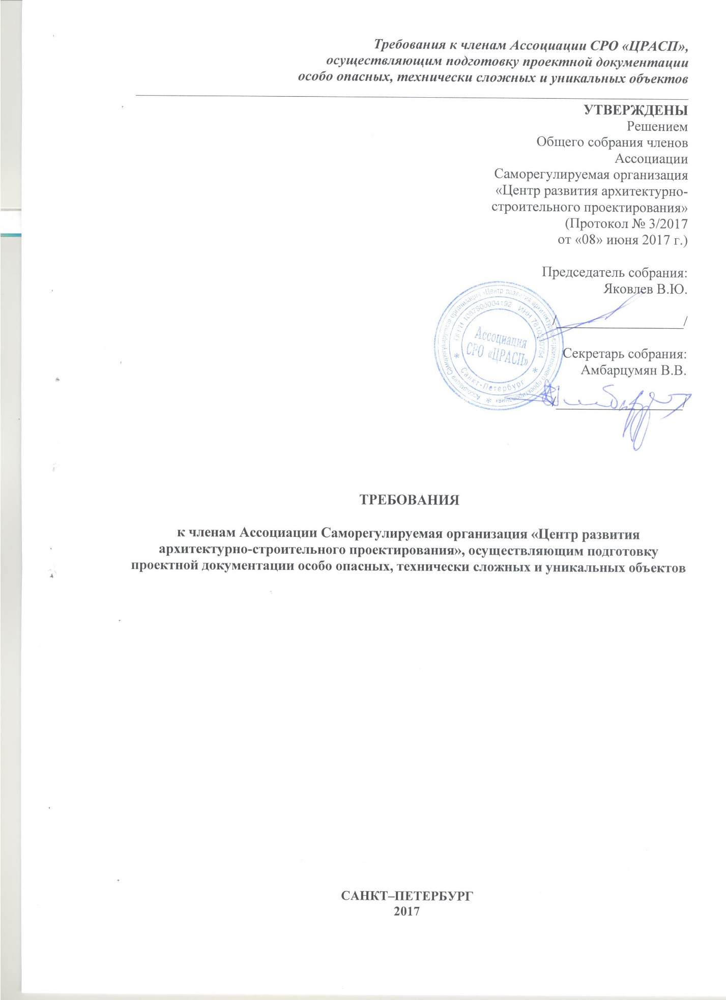 Требования к членам Ассоциации СРО «ЦРАСП»,
осуществляющим подготовку проектной документации
особо опасных, технически сложных и уникальных объектов
УТВЕРЖДЕНЫ
Решением
Общего собрания членов
Ассоциации
Саморегулируемая организация
«Центр развития архитектурно-
строительного проектирования»
(Протокол № 3/2017
от «08» июня 2017 г.)
Председатель собрания:
Яковлев В.Ю.
/ /
Секретарь собрания:
Амбарцумян В.В.
/ /
Ассоциация Саморегулируемая организация «Центр развития архитектурно-строительного проектирования»
ОГРН 1087800004192 ИНН
Санкт-Петербург
Ассоциация
СРО «ЦРАСП»
ТРЕБОВАНИЯ
к членам Ассоциации Саморегулируемая организация «Центр развития
архитектурно-строительного проектирования», осуществляющим подготовку
проектной документации особо опасных, технически сложных и уникальных объектов
САНКТ–ПЕТЕРБУРГ
2017